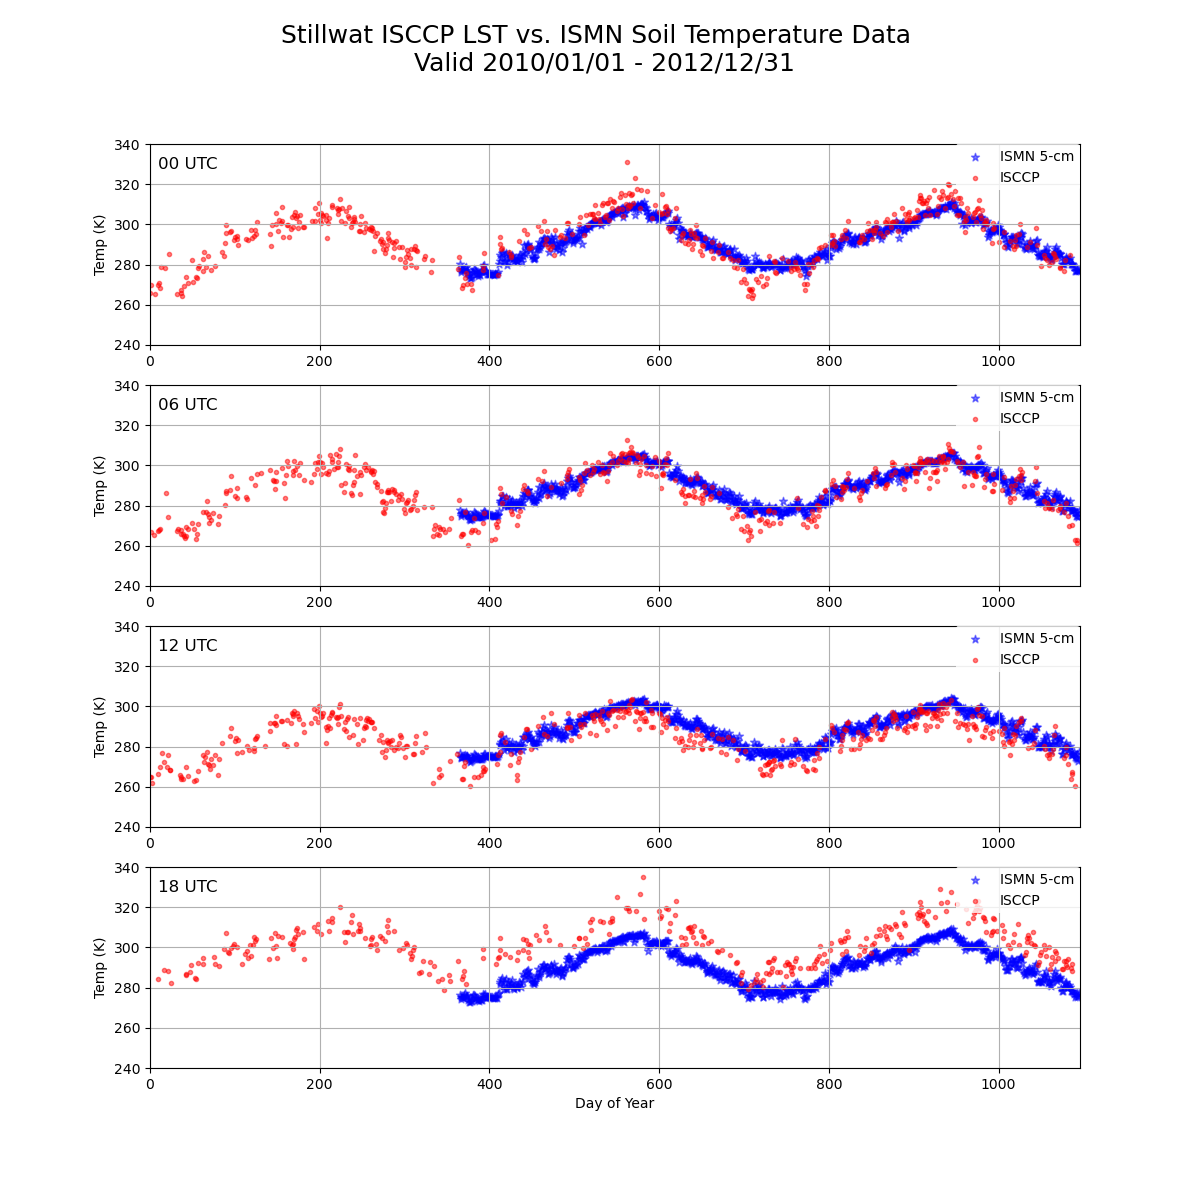 Stillwat ISCCP LST vs. ISMN Soil Temperature Data
Valid 2010/01/01 - 2012/12/31
340
320
300
280
260
240
Temp (K)
00 UTC
ISMN 5-cm
ISCCP
0 200 400 600 800 1000
340
320
300
280
260
240
Temp (K)
06 UTC
ISMN 5-cm
ISCCP
0 200 400 600 800 1000
340
320
300
280
260
240
Temp (K)
12 UTC
ISMN 5-cm
ISCCP
0 200 400 600 800 1000
340
320
300
280
260
240
Temp (K)
18 UTC
ISMN 5-cm
ISCCP
0 200 400 600 800 1000
Day of Year